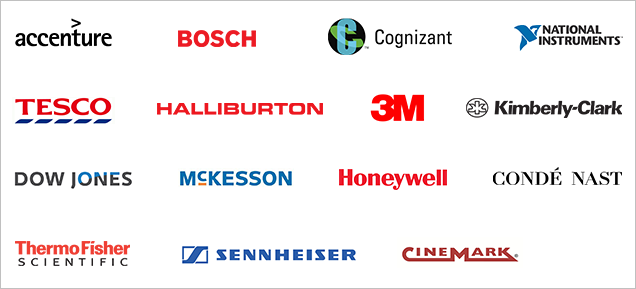 accenture
BOSCH
Cognizant
NATIONAL
INSTRUMENTS™
TESCO
HALLIBURTON
3M
Kimberly-Clark
DOW JONES
MCKESSON
Honeywell
CONDÉ NAST
ThermoFisher
SCIENTIFIC
SENNHEISER
CINEMARK®